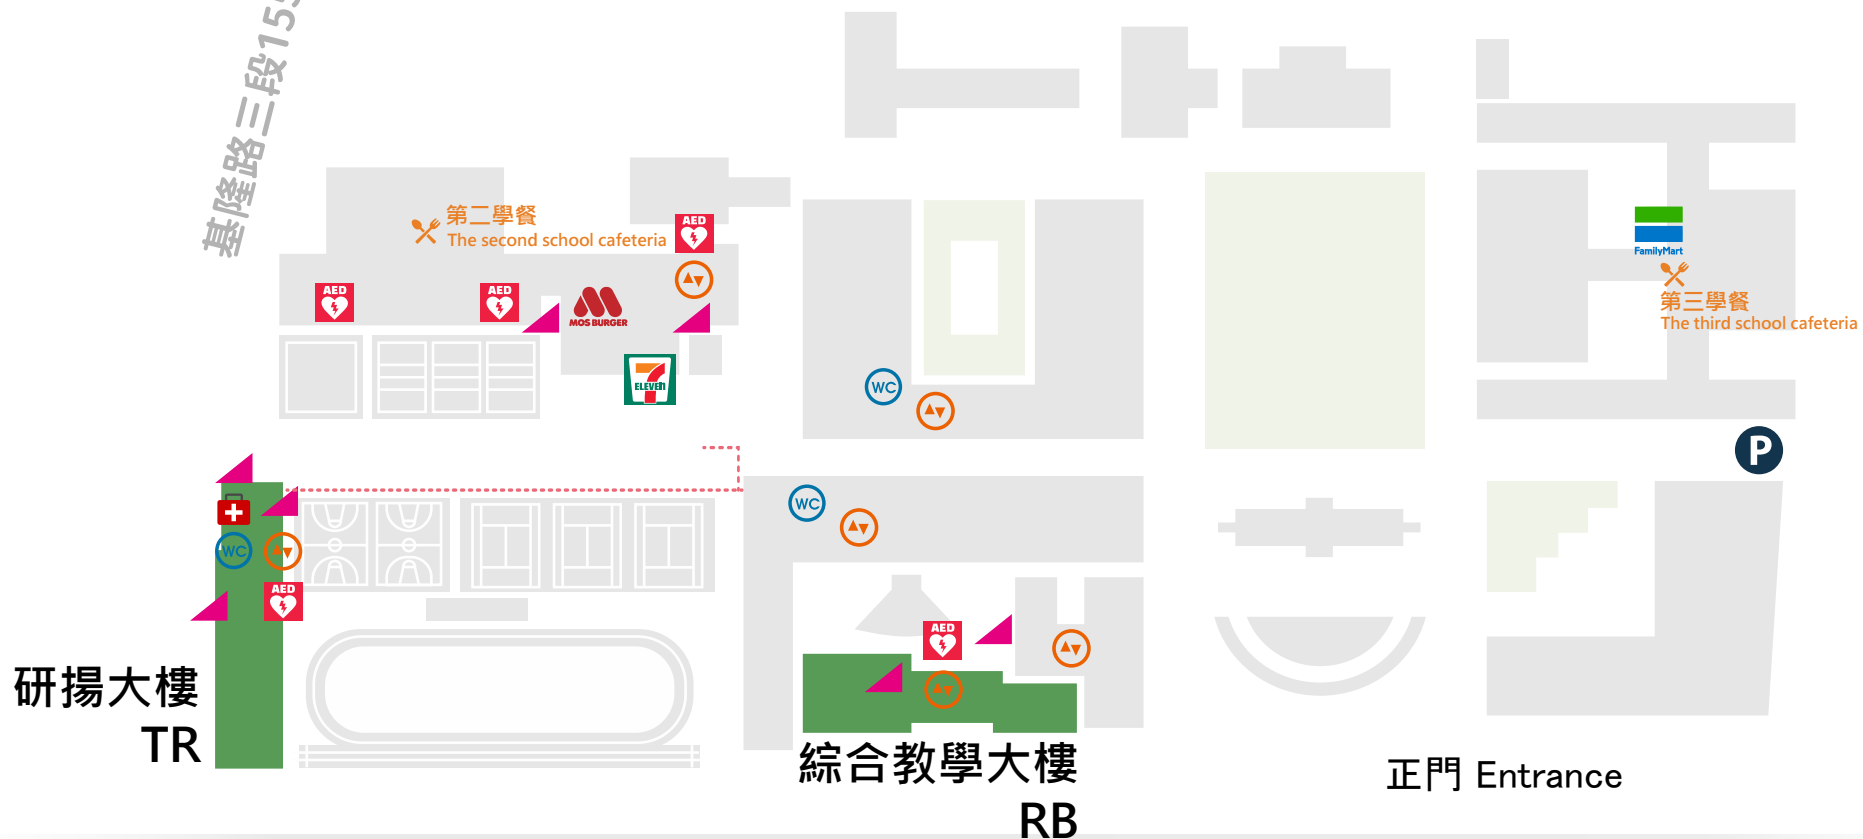 基隆路三段155
第二學餐
The second school cafeteria
AED
AED
AED
MOS BURGER
ELEVEn
FamilyMart
第三學餐
The third school cafeteria
WC
P
WC
WC
AED
AED
研揚大樓
TR
綜合教學大樓
RB
正門 Entrance